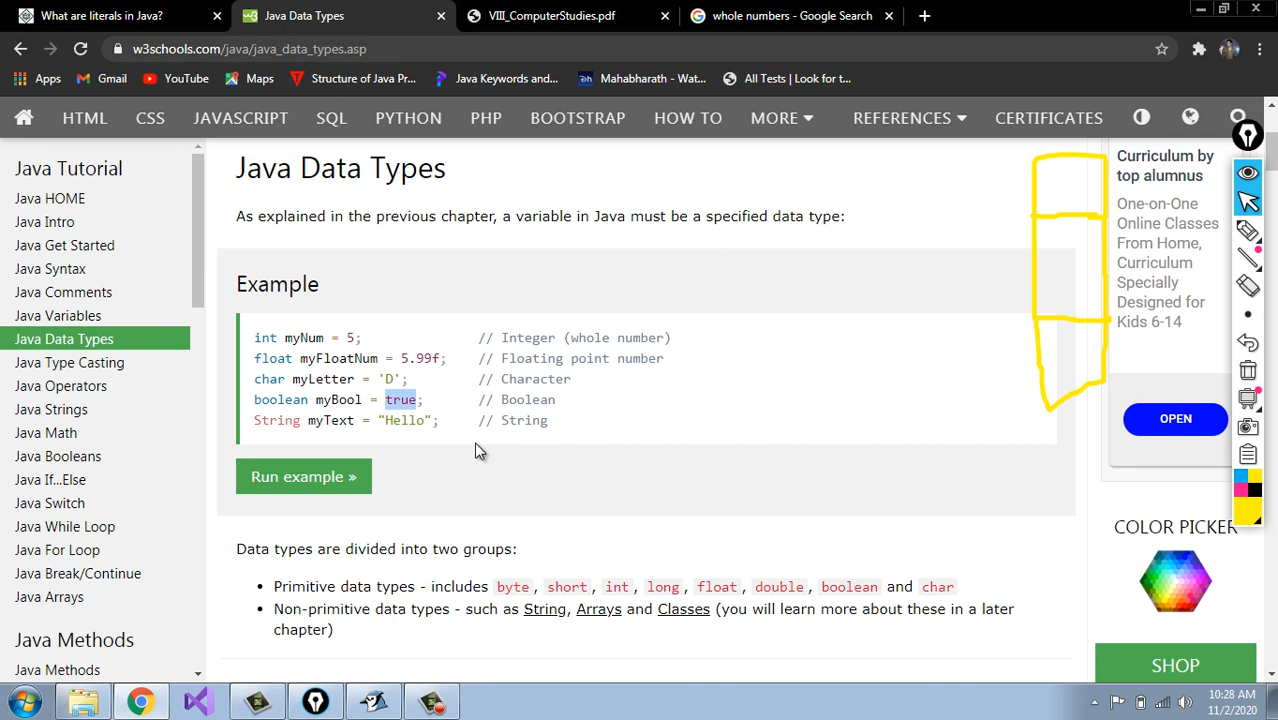 What are literals in Java?
Java Data Types
VIII_ComputerStudies.pdf
whole numbers - Google Search
w3schools.com/java/java_data_types.asp
Apps
Gmail
YouTube
Maps
Structure of Java Pr...
Java Keywords and...
Mahabharath - Wat...
All Tests | Look for t...
HTML
CSS
JAVASCRIPT
SQL
PYTHON
PHP
BOOTSTRAP
HOW TO
MORE
REFERENCES
CERTIFICATES
Java Tutorial
Java HOME
Java Intro
Java Get Started
Java Syntax
Java Comments
Java Variables
Java Data Types
Java Type Casting
Java Operators
Java Strings
Java Math
Java Booleans
Java If...Else
Java Switch
Java While Loop
Java For Loop
Java Break/Continue
Java Arrays
Java Methods
Java Methods
Java Data Types
As explained in the previous chapter, a variable in Java must be a specified data type:
Example
int myNum = 5; // Integer (whole number)
float myFloatNum = 5.99f; // Floating point number
char myLetter = 'D'; // Character
boolean myBool = true; // Boolean
String myText = "Hello"; // String
Run example »
Data types are divided into two groups:
• Primitive data types - includes byte, short, int, long, float, double, boolean and char
• Non-primitive data types - such as String, Arrays and Classes (you will learn more about these in a later
chapter)
Curriculum by
top alumnus
One-on-One
Online Classes
From Home,
Curriculum
Specially
Designed for
Kids 6-14
OPEN
COLOR PICKER
SHOP
10:28 AM
11/2/2020